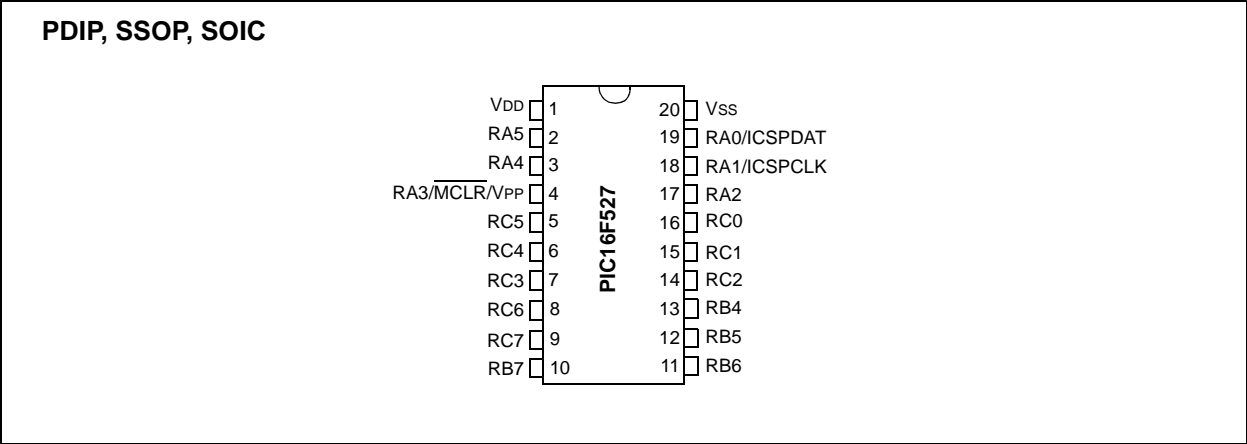 PDIP, SSOP, SOIC
VDD 1 20 VSS
RA5 2 19 RA0/ICSPDAT
RA4 3 18 RA1/ICSPCLK
RA3/MCLR/VPP 4 17 RA2
RC5 5 16 RC0
RC4 6 15 RC1
RC3 7 14 RC2
RC6 8 13 RB4
RC7 9 12 RB5
RB7 10 11 RB6
PIC16F527